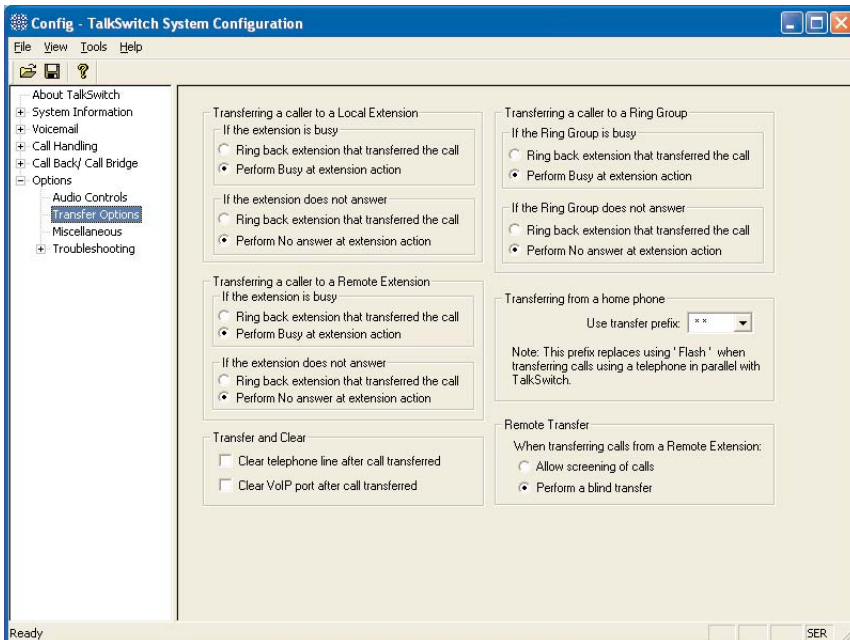 Config - TalkSwitch System Configuration
File View Tools Help
About TalkSwitch
System Information
Voicemail
Call Handling
Call Back/ Call Bridge
Options
Audio Controls
Transfer Options
Miscellaneous
Troubleshooting
Transferring a caller to a Local Extension
If the extension is busy
Ring back extension that transferred the call
Perform Busy at extension action
If the extension does not answer
Ring back extension that transferred the call
Perform No answer at extension action
Transferring a caller to a Remote Extension
If the extension is busy
Ring back extension that transferred the call
Perform Busy at extension action
If the extension does not answer
Ring back extension that transferred the call
Perform No answer at extension action
Transfer and Clear
Clear telephone line after call transferred
Clear VoIP port after call transferred
Transferring a caller to a Ring Group
If the Ring Group is busy
Ring back extension that transferred the call
Perform Busy at extension action
If the Ring Group does not answer
Ring back extension that transferred the call
Perform No answer at extension action
Transferring from a home phone
Use transfer prefix: **
Note: This prefix replaces using ' Flash ' when
transferring calls using a telephone in parallel with
TalkSwitch.
Remote Transfer
When transferring calls from a Remote Extension:
Allow screening of calls
Perform a blind transfer
Ready
SER